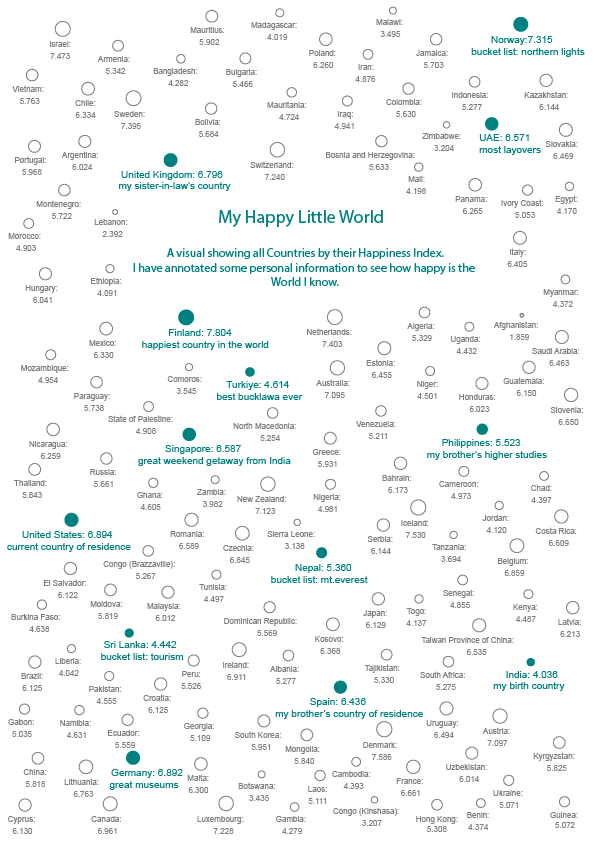 Malawi:
3.495
Madagascar:
4.019
Mauritius:
5.902
Norway:7.315
bucket list: northern lights
Israel:
7.473
Poland:
6.260
Jamaica:
5.703
Armenia:
5.342
Bangladesh:
4.282
Bulgaria:
5.466
Iran:
4.876
Vietnam:
5.763
Chile:
6.334
Sweden:
7.395
Mauritania:
4.724
Colombia:
5.630
Indonesia:
5.277
Kazakhstan:
6.144
Bolivia:
5.684
Iraq:
4.941
Zimbabwe:
3.204
UAE: 6.571
most layovers
Slovakia:
6.469
Portugal:
5.968
Argentina:
6.024
United Kingdom: 6.796
my sister-in-law's country
Switzerland:
7.240
Bosnia and Herzegovina:
5.633
Mali:
4.198
Montenegro:
5.722
Panama:
6.265
Ivory Coast:
5.053
Egypt:
4.170
Lebanon:
2.392
Morocco:
4.903
My Happy Little World
A visual showing all Countries by their Happiness Index.
I have annotated some personal information to see how happy is the
World I know.
Italy:
6.405
Hungary:
6.041
Ethiopia:
4.091
Myanmar:
4.372
Finland: 7.804
happiest country in the world
Netherlands:
7.403
Algeria:
5.329
Uganda:
4.432
Afghanistan:
1.859
Saudi Arabia:
6.463
Mexico:
6.330
Mozambique:
4.954
Estonia:
6.455
Comoros:
3.545
Turkiye: 4.614
best bucklawa ever
Australia:
7.095
Niger:
4.501
Guatemala:
6.150
Paraguay:
5.738
Honduras:
6.023
Slovenia:
6.650
State of Palestine:
4.908
North Macedonia:
5.254
Venezuela:
5.211
Nicaragua:
6.259
Singapore: 6.587
great weekend getaway from India
Greece:
5.931
Philippines: 5.523
my brother's higher studies
Thailand:
5.843
Russia:
5.661
Bahrain:
6.173
Ghana:
4.605
Zambia:
3.982
New Zealand:
7.123
Nigeria:
4.981
Cameroon:
4.973
Chad:
4.397
United States: 6.894
current country of residence
Romania:
6.589
Iceland:
7.530
Jordan:
4.120
Costa Rica:
6.609
Czechia:
6.845
Sierra Leone:
3.138
Serbia:
6.144
Tanzania:
3.694
Belgium:
6.859
Congo (Brazzaville):
5.267
Nepal: 5.360
bucket list: mt.everest
El Salvador:
6.122
Tunisia:
4.497
Moldova:
5.819
Malaysia:
6.012
Senegal:
4.855
Kenya:
4.487
Burkina Faso:
4.638
Dominican Republic:
5.569
Japan:
6.129
Togo:
4.137
Latvia:
6.213
Kosovo:
6.368
Taiwan Province of China:
6.535
Sri Lanka: 4.442
bucket list: tourism
Liberia:
4.042
Brazil:
6.125
Peru:
5.526
Ireland:
6.911
Albania:
5.277
Tajikistan:
5.330
South Africa:
5.275
India: 4.036
my birth country
Pakistan:
4.555
Croatia:
6.125
Spain: 6.436
my brother's country of residence
Gabon:
5.035
Namibia:
4.631
Ecuador:
5.559
Georgia:
5.109
South Korea:
5.951
Uruguay:
6.494
Austria:
7.097
Mongolia:
5.840
Denmark:
7.586
Kyrgyzstan:
5.825
China:
5.818
Lithuania:
6.763
Germany: 6.892
great museums
Malta:
6.300
Botswana:
3.435
Laos:
5.111
Cambodia:
4.393
France:
6.661
Uzbekistan:
6.014
Ukraine:
5.071
Cyprus:
6.130
Canada:
6.961
Luxembourg:
7.228
Gambia:
4.279
Congo (Kinshasa):
3.207
Hong Kong:
5.308
Benin:
4.374
Guinea:
5.072